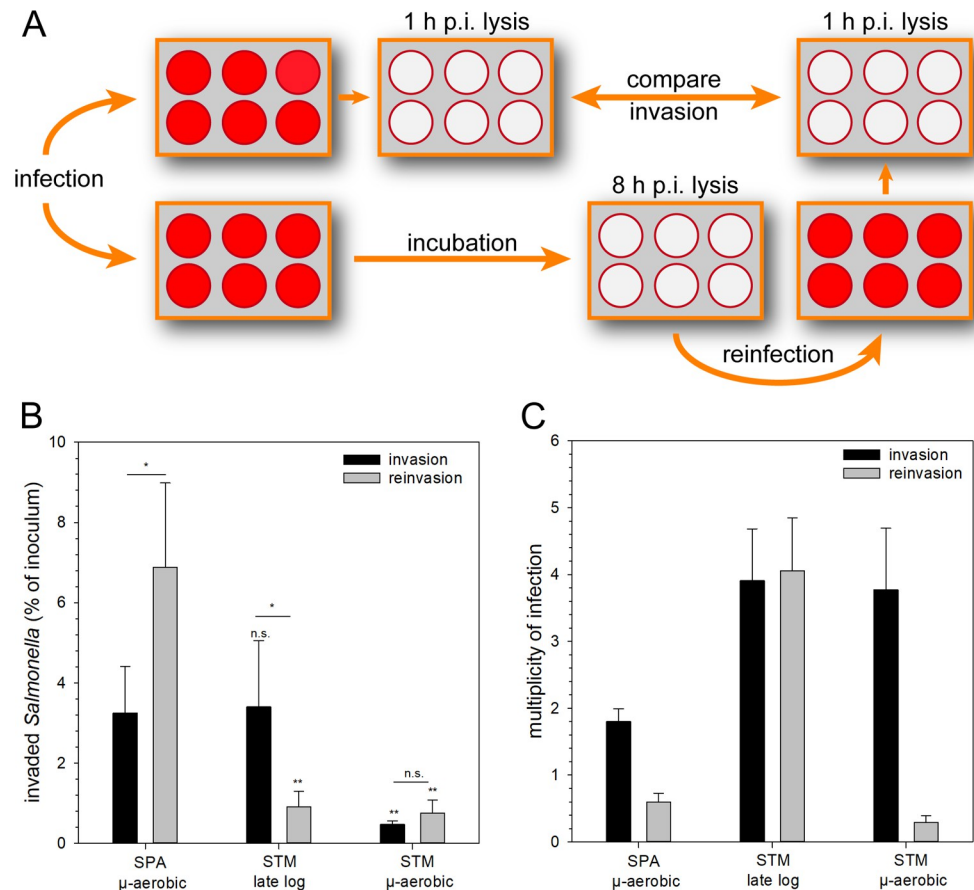 A
1 h p.i. lysis
1 h p.i. lysis
compare
invasion
infection
8 h p.i. lysis
incubation
reinfection
B
invaded Salmonella (% of inoculum)
10
8
6
4
2
0
invasion
reinvasion
*
*
n.s.
**
n.s.
**
**
SPA
μ-aerobic
STM
late log
STM
μ-aerobic
C
multiplicity of infection
6
5
4
3
2
1
0
invasion
reinvasion
SPA
μ-aerobic
STM
late log
STM
μ-aerobic